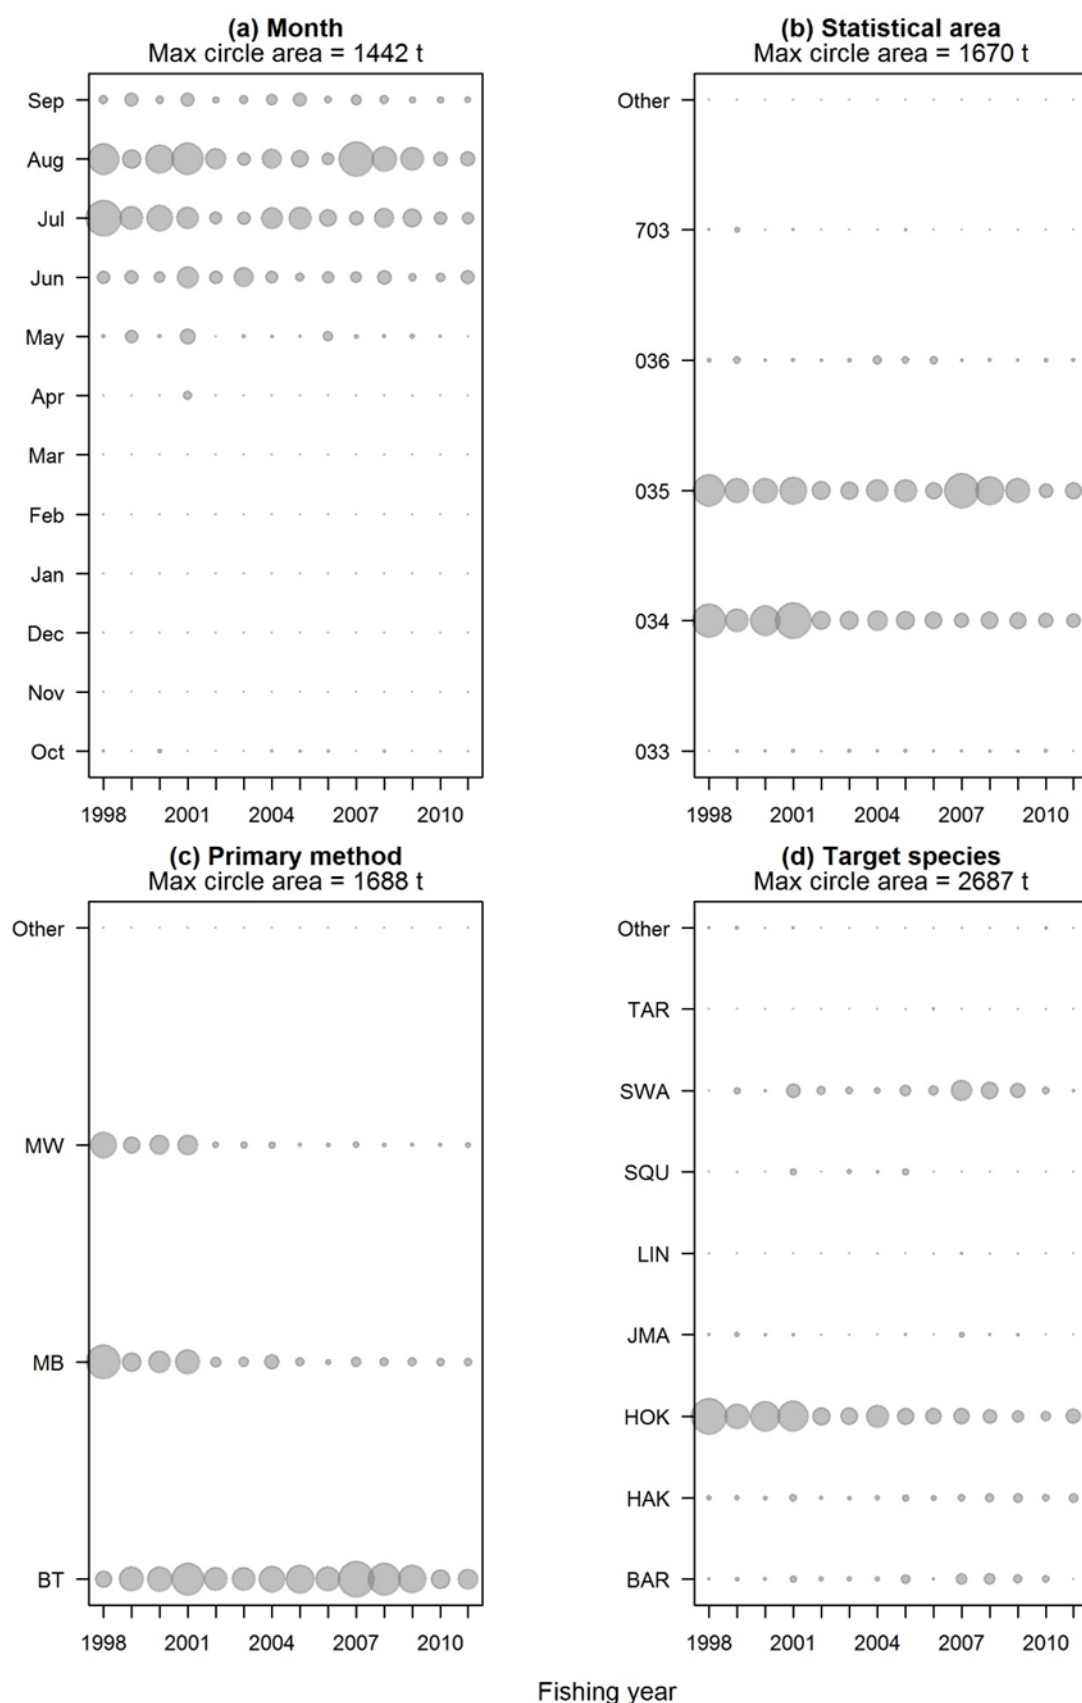 (a) Month
Max circle area = 1442 t
Sep
Aug
Jul
Jun
May
Apr
Mar
Feb
Jan
Dec
Nov
Oct
1998 2001 2004 2007 2010
(b) Statistical area
Max circle area = 1670 t
Other
703
036
035
034
033
1998 2001 2004 2007 2010
(c) Primary method
Max circle area = 1688 t
Other
MW
MB
BT
1998 2001 2004 2007 2010
(d) Target species
Max circle area = 2687 t
Other
TAR
SWA
SQU
LIN
JMA
HOK
HAK
BAR
1998 2001 2004 2007 2010
Fishing year